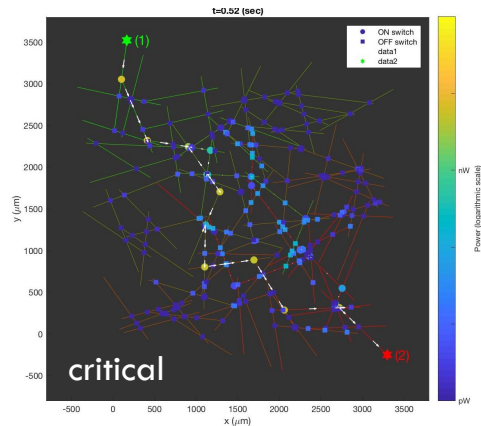 t=0.52 (sec)
ON switch
OFF switch
data1
data2
(1)
(2)
critical
3500
3000
2500
2000
1500
1000
500
0
-500
y (μm)
-500 0 500 1000 1500 2000 2500 3000 3500
x (μm)
nW
pW
Power (logarithmic scale)